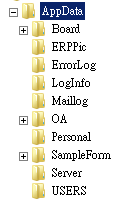 AppData
Board
ERPPic
ErrorLog
LogInfo
Maillog
OA
Personal
SampleForm
Server
USERS